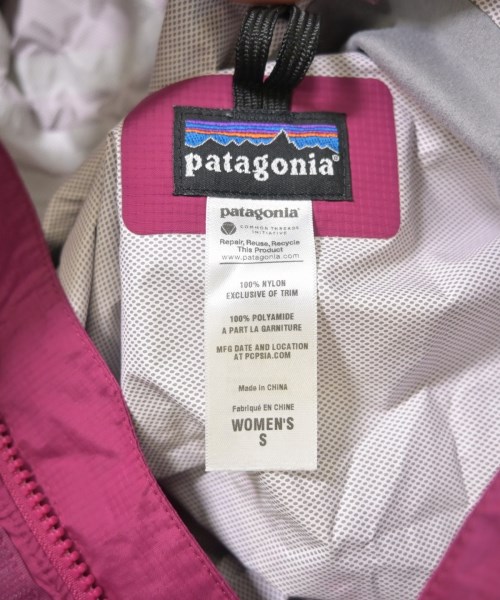 patagonia®
patagonia®
COMMON THREADS
INITIATIVE
Repair, Reuse, Recycle
This Product
www.patagonia.com
100% NYLON
EXCLUSIVE OF TRIM
100% POLYAMIDE
A PART LA GARNITURE
MFG DATE AND LOCATION
AT PCPSIA.COM
Made in CHINA
Fabriqué EN CHINE
WOMEN'S
S